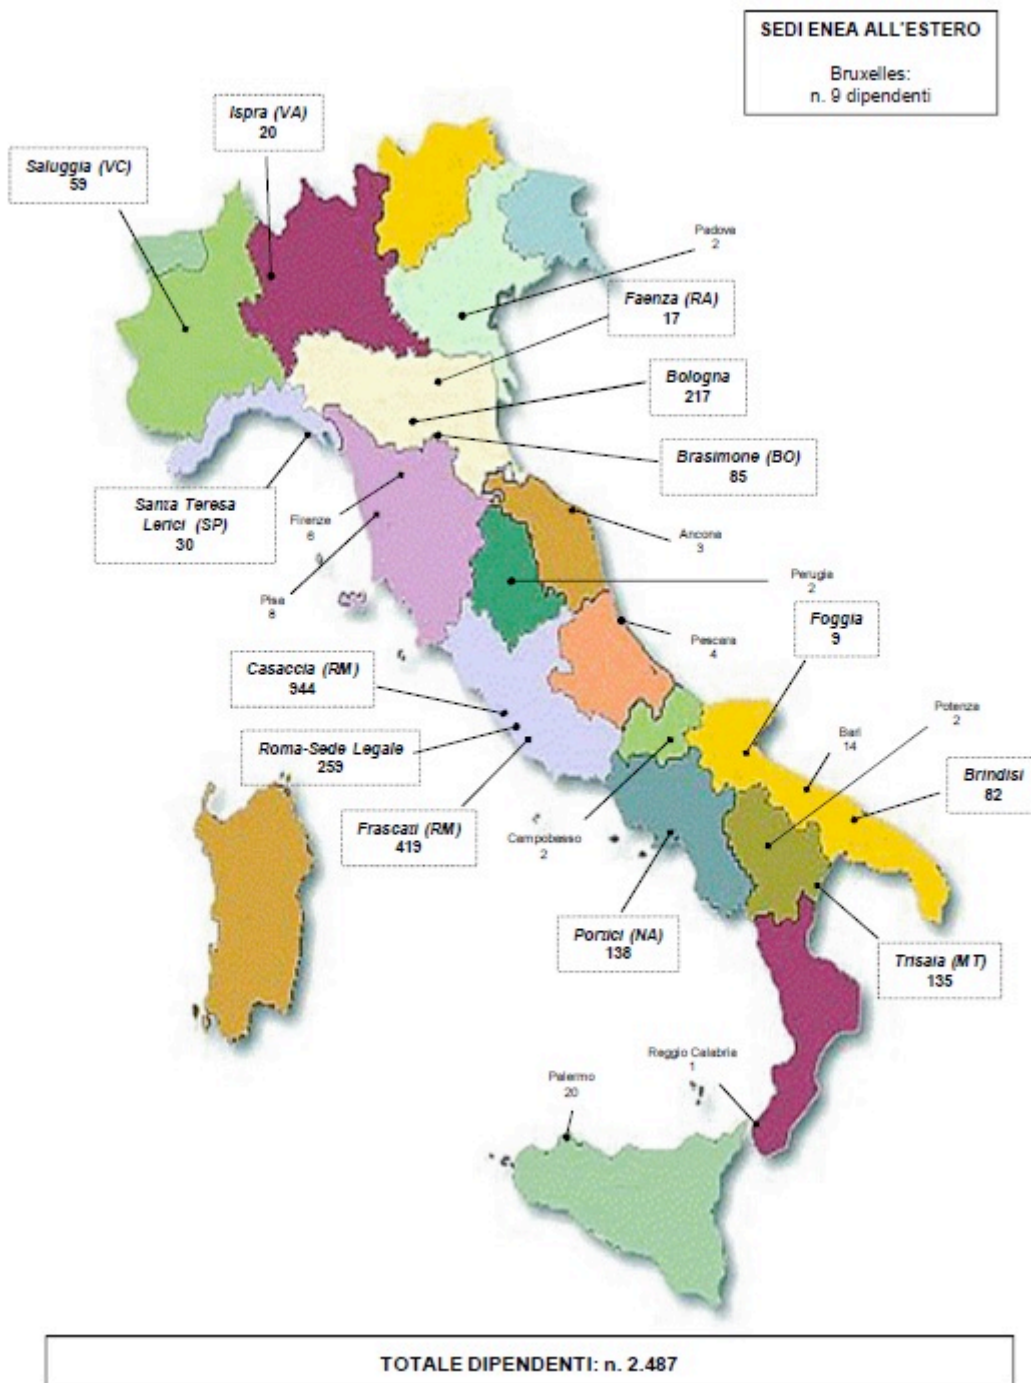 SEDI ENEA ALL'ESTERO
Bruxelles:
n. 9 dipendenti
Ispra (VA)
20
Saluggia (VC)
59
Padova
2
Faenza (RA)
17
Bologna
217
Brasimone (BO)
85
Santa Teresa
Lerici (SP)
30
Firenze
6
Ancona
3
Pisa
8
Perugia
2
Pescara
4
Foggia
9
Casaccia (RM)
944
Potenza
2
Bari
14
Roma-Sede Legale
259
Brindisi
82
Frascati (RM)
419
Campobasso
2
Portici (NA)
138
Trisaia (MT)
135
Reggio Calabria
1
Palermo
20
TOTALE DIPENDENTI: n. 2.487